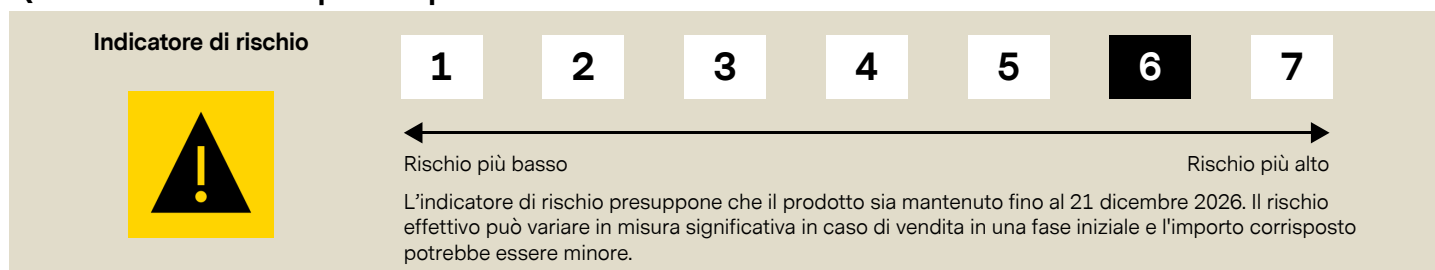 Indicatore di rischio
1 2 3 4 5 6 7
Rischio più basso Rischio più alto
L'indicatore di rischio presuppone che il prodotto sia mantenuto fino al 21 dicembre 2026. Il rischio
effettivo può variare in misura significativa in caso di vendita in una fase iniziale e l'importo corrisposto
potrebbe essere minore.